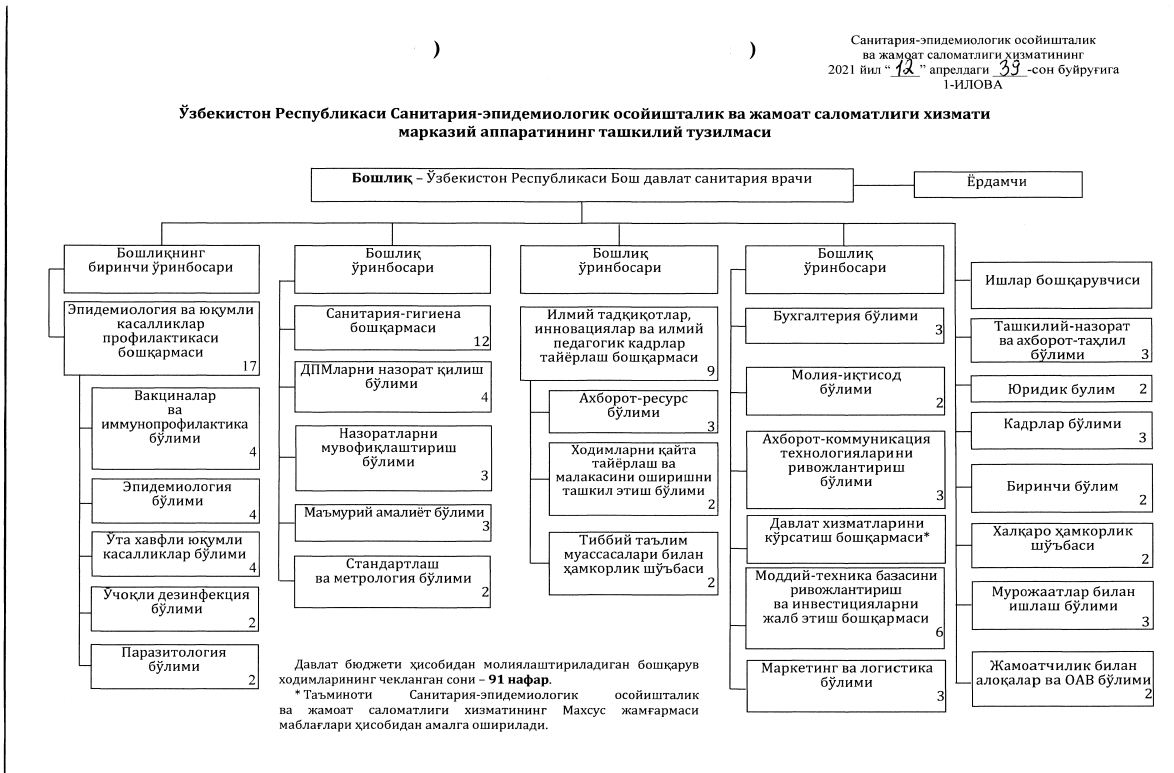 )
)
Санитария-эпидемиологик осойишталик
ва жамоат саломатлиги хизматининг
2021 йил “ 12 ” апрелдаги 39 -сон буйруғига
1-ИЛОВА
Ўзбекистон Республикаси Санитария-эпидемиологик осойишталик ва жамоат саломатлиги хизмати
марказий аппаратининг ташкилий тузилмаси
Бошлиқ – Ўзбекистон Республикаси Бош давлат санитария врачи
Ёрдамчи
Бошлиқнинг
биринчи ўринбосари
Эпидемиология ва юқумли
касалликлар
профилактикаси
бошқармаси
17
Вакциналар
ва
иммунопрофилактика
бўлими
4
Эпидемиология
бўлими
4
Ўта хавфли юқумли
касалликлар бўлими
4
Ўчоқли дезинфекция
бўлими
2
Паразитология
бўлими
2
Бошлиқ
ўринбосари
Санитария-гигиена
бошқармаси
12
ДПМларни назорат қилиш
бўлими
4
Назоратларни
мувофиқлаштириш
бўлими
3
Маъмурий амалиёт бўлими
3
Стандартлаш
ва метрология бўлими
2
Бошлиқ
ўринбосари
Илмий тадқиқотлар,
инновациялар ва илмий
педагогик кадрлар
тайёрлаш бошқармаси
9
Ахборот-ресурс
бўлими
3
Ходимларни қайта
тайёрлаш ва
малакасини оширишни
ташкил этиш бўлими
2
Тиббий таълим
муассасалари билан
ҳамкорлик шўъбаси
2
Бошлиқ
ўринбосари
Бухгалтерия бўлими
3
Молия-иқтисод
бўлими
2
Ахборот-коммуникация
технологияларини
ривожлантириш
бўлими
3
Давлат хизматларини
кўрсатиш бошқармаси*
Моддий-техника базасини
ривожлантириш
ва инвестицияларни
жалб этиш бошқармаси
6
Маркетинг ва логистика
бўлими
3
Ишлар бошқарувчиси
Ташкилий-назорат
ва ахборот-таҳлил
бўлими
3
Юридик булим 2
Кадрлар бўлими
3
Биринчи бўлим
2
Халқаро ҳамкорлик
шўъбаси
2
Мурожаатлар билан
ишлаш бўлими
3
Жамоатчилик билан
алоқалар ва ОАВ бўлими
2
Давлат бюджети ҳисобидан молиялаштириладиган бошқарув
ходимларининг чекланган сони – 91 нафар.
* Таъминоти Санитария-эпидемиологик осойишталик
ва жамоат саломатлиги хизматининг Махсус жамғармаси
маблағлари ҳисобидан амалга оширилади.